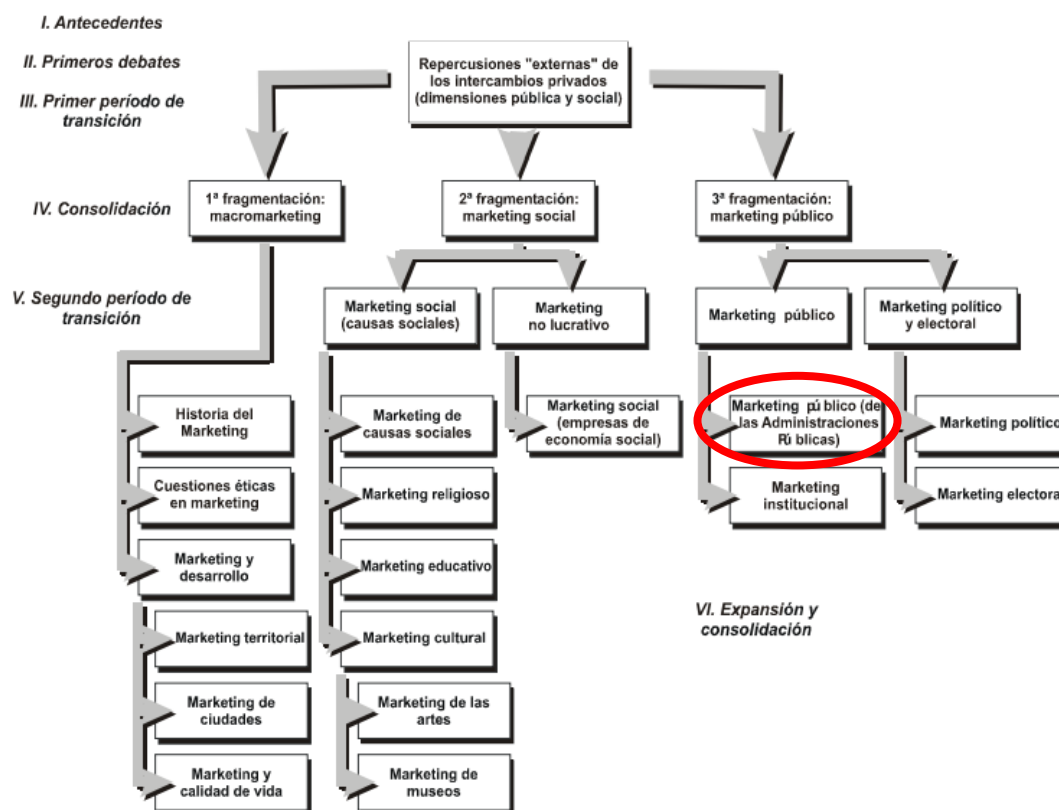 I. Antecedentes
II. Primeros debates
III. Primer período de
transición
Repercusiones "externas" de
los intercambios privados
(dimensiones pública y social)
IV. Consolidación
1ª fragmentación:
macromarketing
2ª fragmentación:
marketing social
3ª fragmentación:
marketing público
V. Segundo período de
transición
Marketing social
(causas sociales)
Marketing
no lucrativo
Marketing público
Marketing político
y electoral
Historia del
Marketing
Cuestiones éticas
en marketing
Marketing y
desarrollo
Marketing territorial
Marketing de
ciudades
Marketing y
calidad de vida
Marketing de
causas sociales
Marketing religioso
Marketing educativo
Marketing cultural
Marketing de las
artes
Marketing de
museos
Marketing social
(empresas de
economía social)
Marketing público (de
las Administraciones
Públicas)
Marketing
institucional
Marketing político
Marketing electora
VI. Expansión y
consolidación